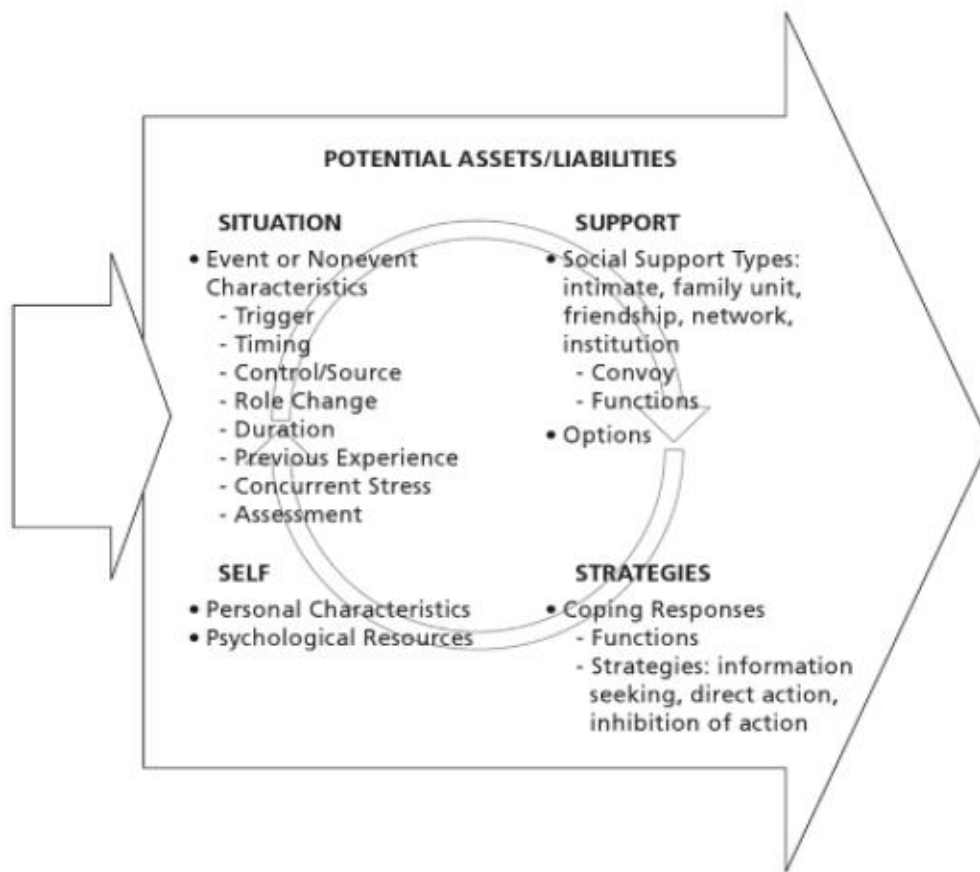 POTENTIAL ASSETS/LIABILITIES
SITUATION
• Event or Nonevent
Characteristics
- Trigger
- Timing
- Control/Source
- Role Change
- Duration
- Previous Experience
- Concurrent Stress
- Assessment
SUPPORT
• Social Support Types:
intimate, family unit,
friendship, network,
institution
- Convoy
- Functions
• Options
SELF
• Personal Characteristics
• Psychological Resources
STRATEGIES
• Coping Responses
- Functions
- Strategies: information
seeking, direct action,
inhibition of action